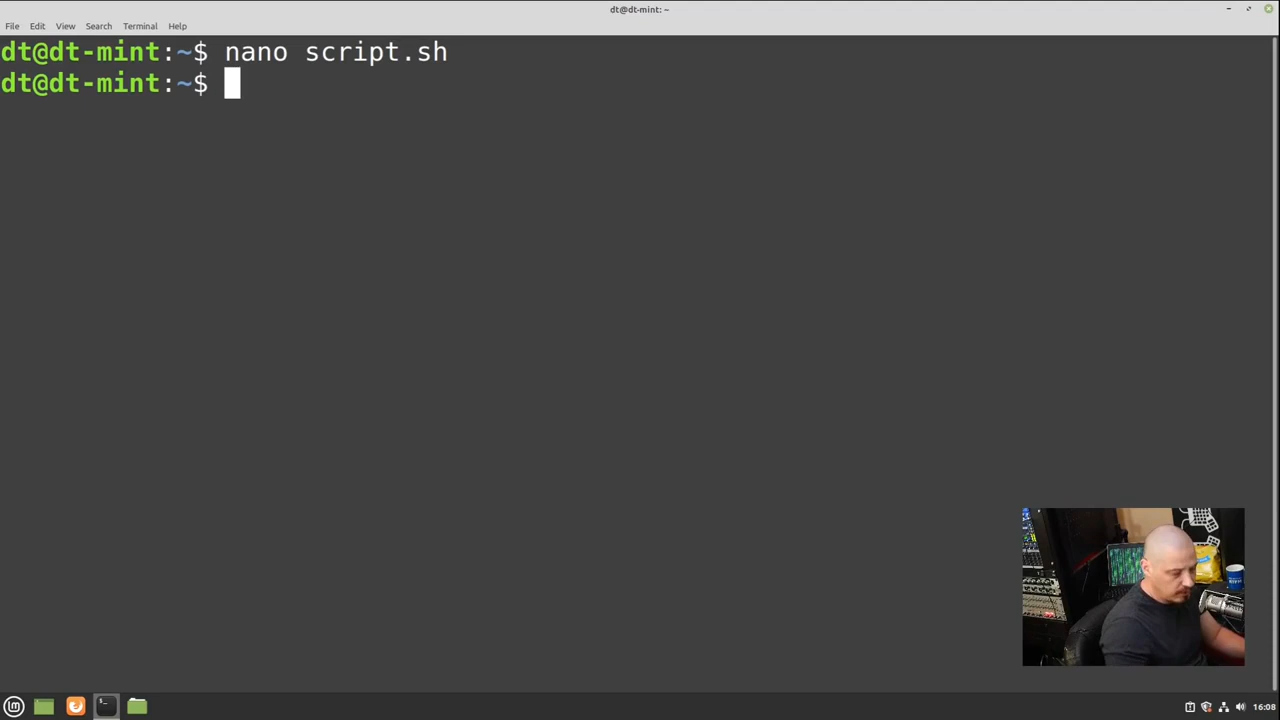 dt@dt-mint: ~
File Edit View Search Terminal Help
dt@dt-mint:~$ nano script.sh
dt@dt-mint:~$
16:08